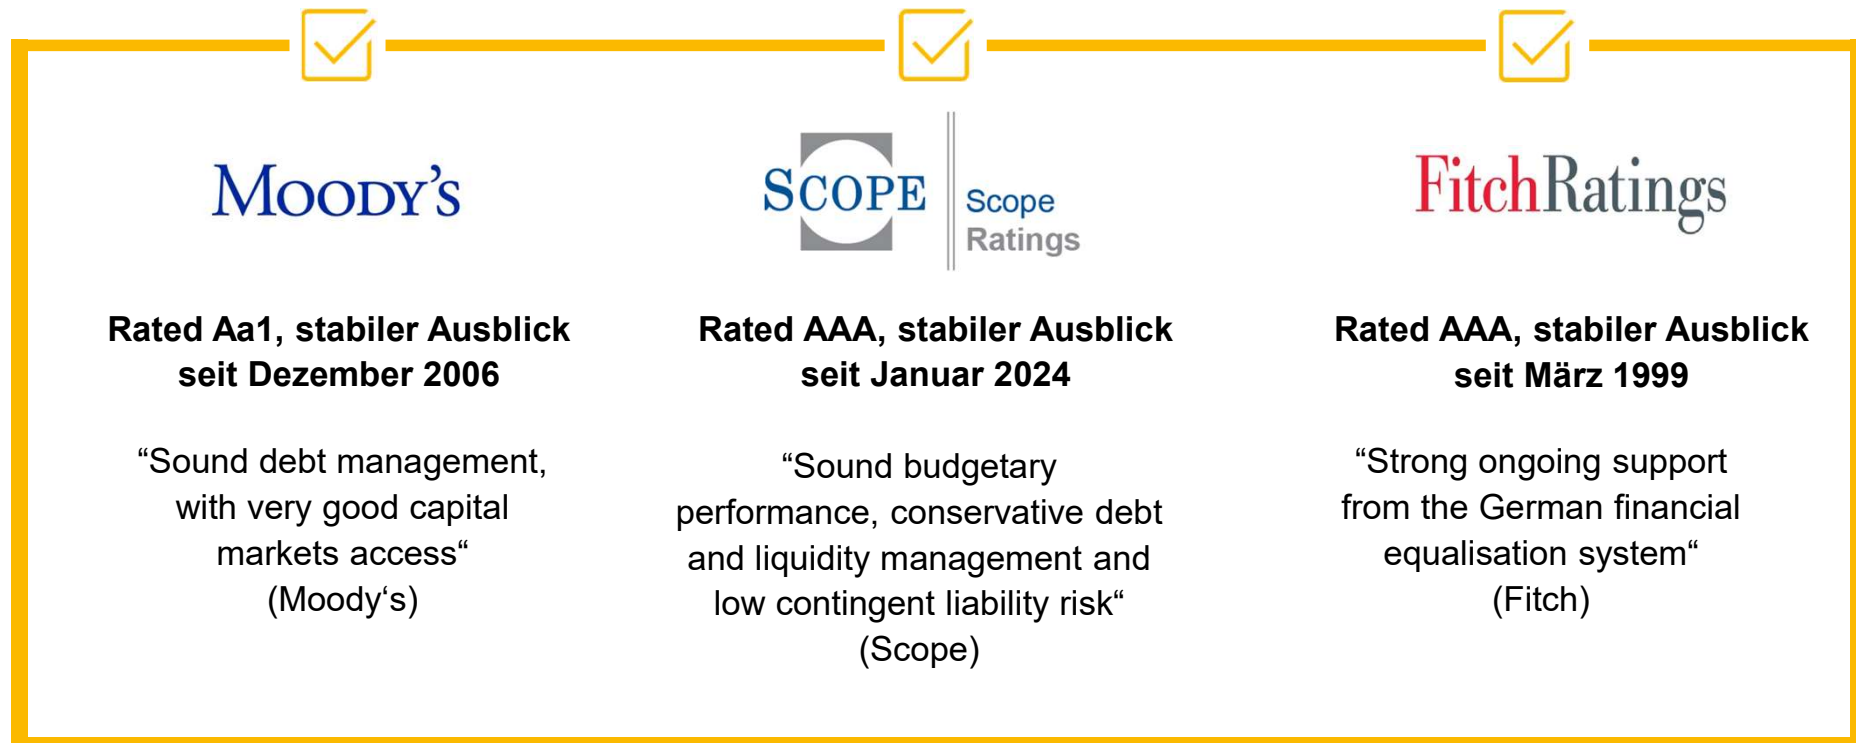 MOODY'S
Rated Aa1, stabiler Ausblick
seit Dezember 2006
“Sound debt management,
with very good capital
markets access“
(Moody‘s)
SCOPE
Scope
Ratings
Rated AAA, stabiler Ausblick
seit Januar 2024
“Sound budgetary
performance, conservative debt
and liquidity management and
low contingent liability risk“
(Scope)
FitchRatings
Rated AAA, stabiler Ausblick
seit März 1999
“Strong ongoing support
from the German financial
equalisation system“
(Fitch)